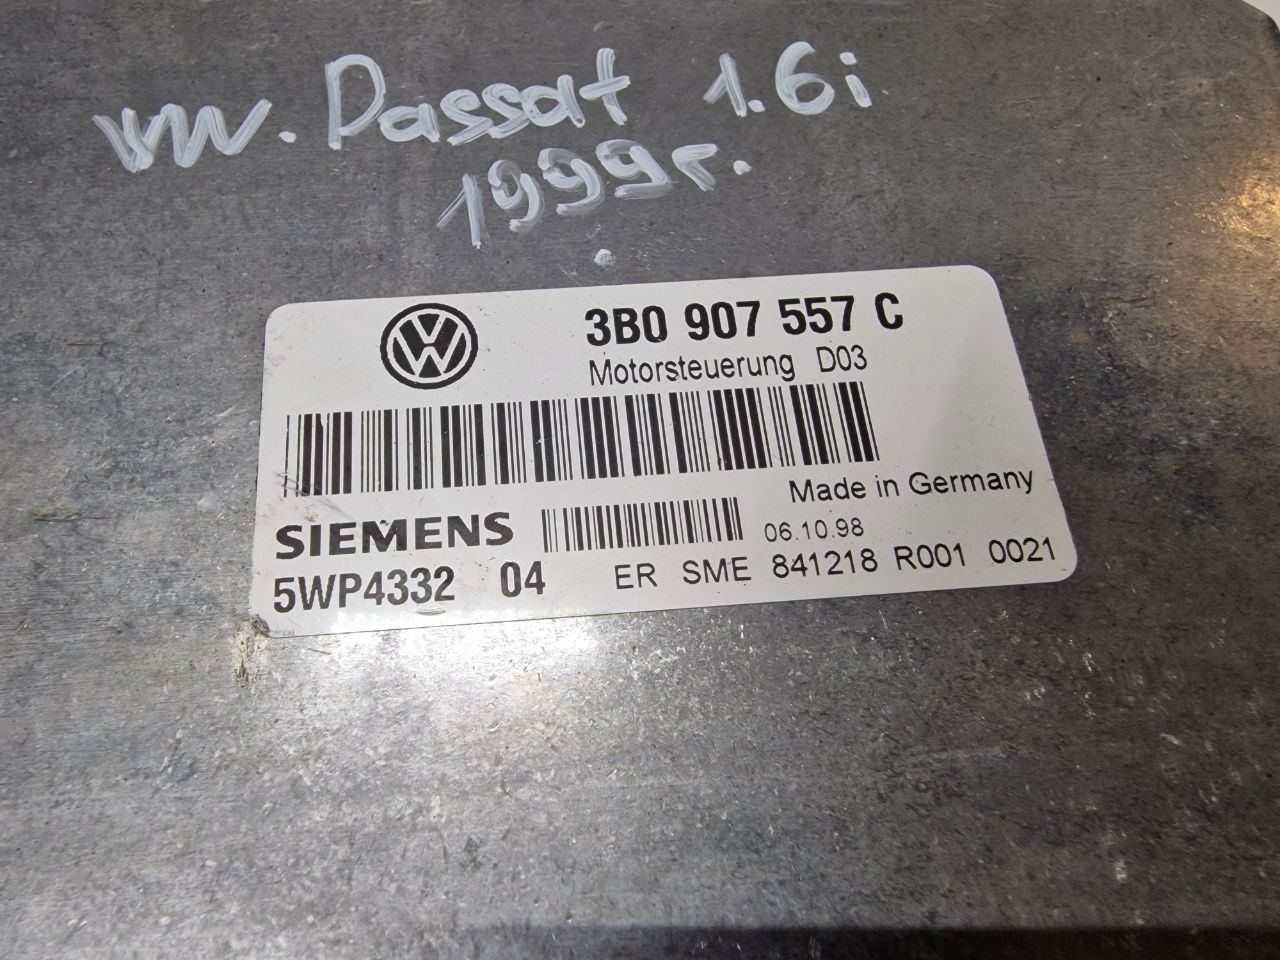 vw. Passat 1.6i
1999г.
3B0 907 557 C
Motorsteuerung D03
Made in Germany
SIEMENS
06.10.98
5WP4332 04 ER SME 841218 R001 0021